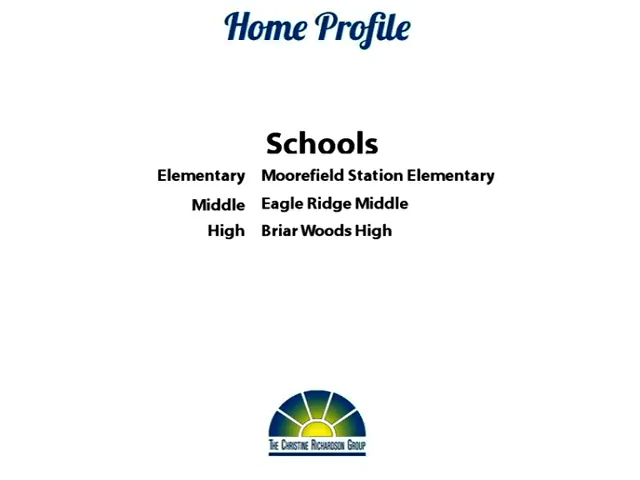 Home Profile
Schools
Elementary Moorefield Station Elementary
Middle Eagle Ridge Middle
High Briar Woods High
The Christine Richardson Group